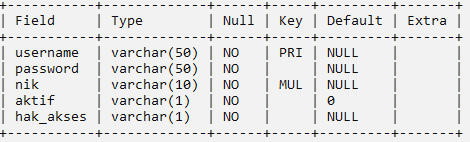 +-----------+-------------+------+-----+---------+-------+
| Field     | Type        | Null | Key | Default | Extra |
+-----------+-------------+------+-----+---------+-------+
| username  | varchar(50) | NO   | PRI | NULL    |       |
| password  | varchar(50) | NO   |     | NULL    |       |
| nik       | varchar(10) | NO   | MUL | NULL    |       |
| aktif     | varchar(1)  | NO   |     | 0       |       |
| hak_akses | varchar(1)  | NO   |     | NULL    |       |
+-----------+-------------+------+-----+---------+-------+